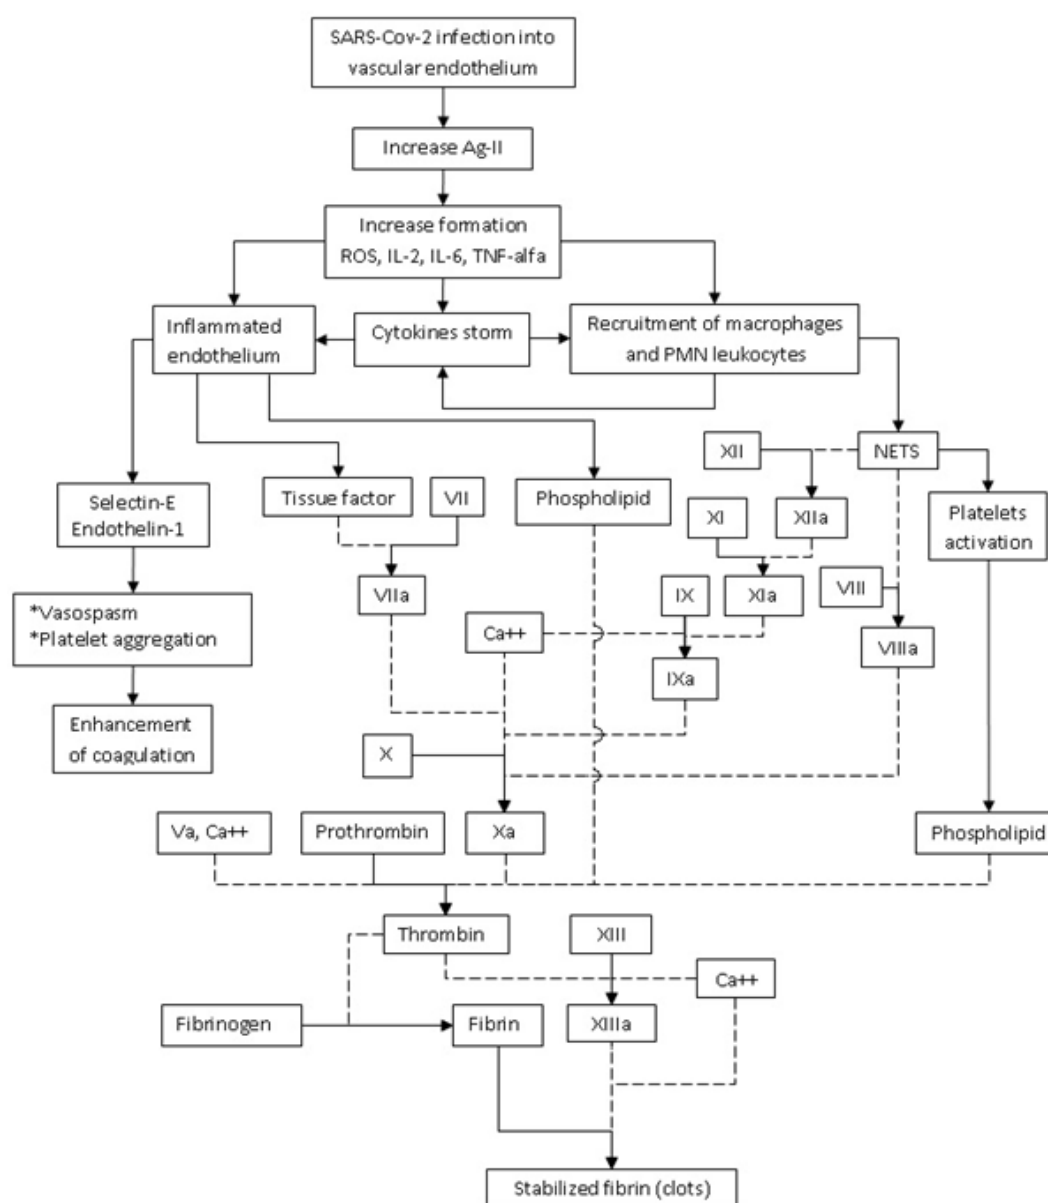 SARS-Cov-2 infection into
vascular endothelium
Increase Ag-II
Increase formation
ROS, IL-2, IL-6, TNF-alfa
Inflammated
endothelium
Cytokines storm
Recruitment of macrophages
and PMN leukocytes
XII
NETS
Selectin-E
Endothelin-1
Tissue factor
VII
Phospholipid
XI
XIIa
Platelets
activation
VIIa
IX
XIa
VIII
*Vasospasm
*Platelet aggregation
Ca++
IXa
VIIIa
Enhancement
of coagulation
X
Va, Ca++
Prothrombin
Xa
Phospholipid
Thrombin
XIII
Ca++
Fibrinogen
Fibrin
XIIIa
Stabilized fibrin (clots)